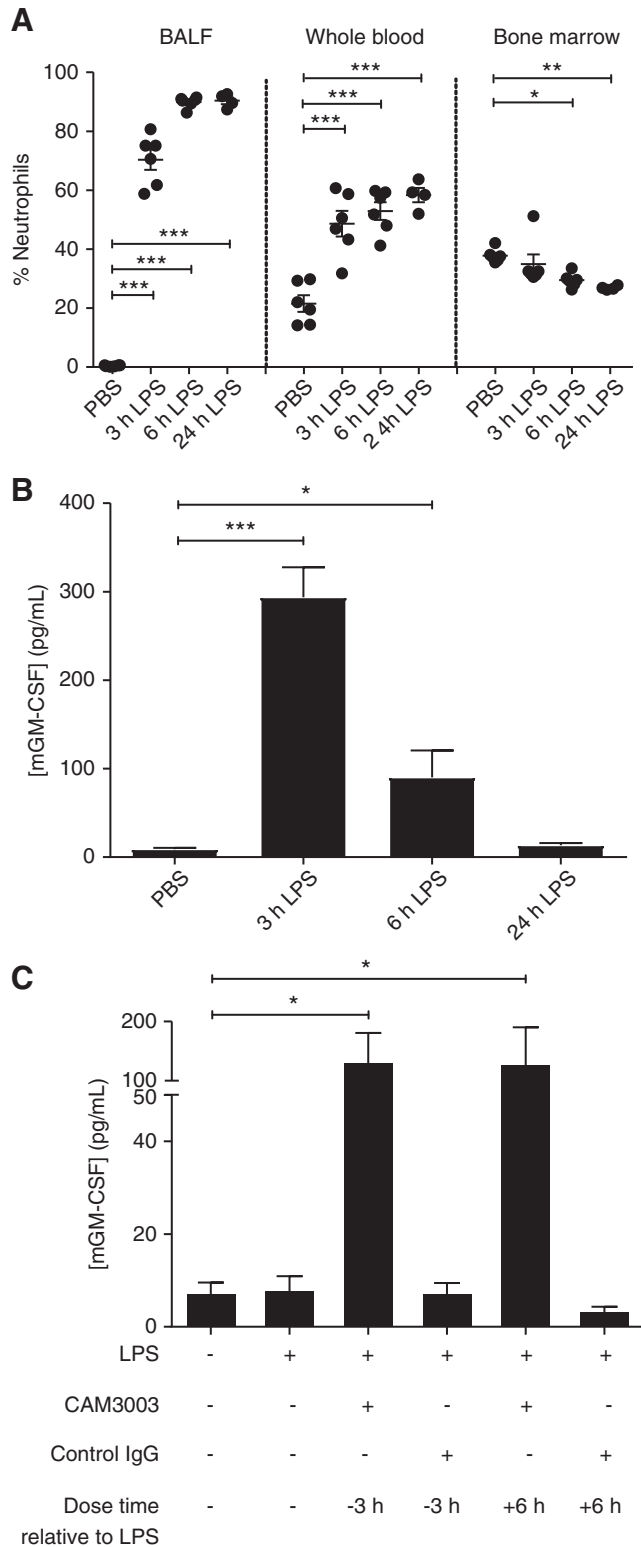 A
BALF Whole blood Bone marrow
100
80
60
40
20
0
% Neutrophils
*** *** ***
*** *** ***
** *
PBS 3 h LPS 6 h LPS 24 h LPS PBS 3 h LPS 6 h LPS 2 4h LPS PBS 3 h LPS 6 h LPS 24 h LPS
B
400
300
200
100
0
[mGM-CSF] (pg/mL)
*
***
PBS 3 h LPS 6 h LPS 24 h LPS
C
*
*
200
100
50
40
20
0
[mGM-CSF] (pg/mL)
LPS - + + + + +
CAM3003 - - + - + -
Control IgG - - - + - +
Dose time - - -3 h -3 h +6 h +6 h
relative to LPS